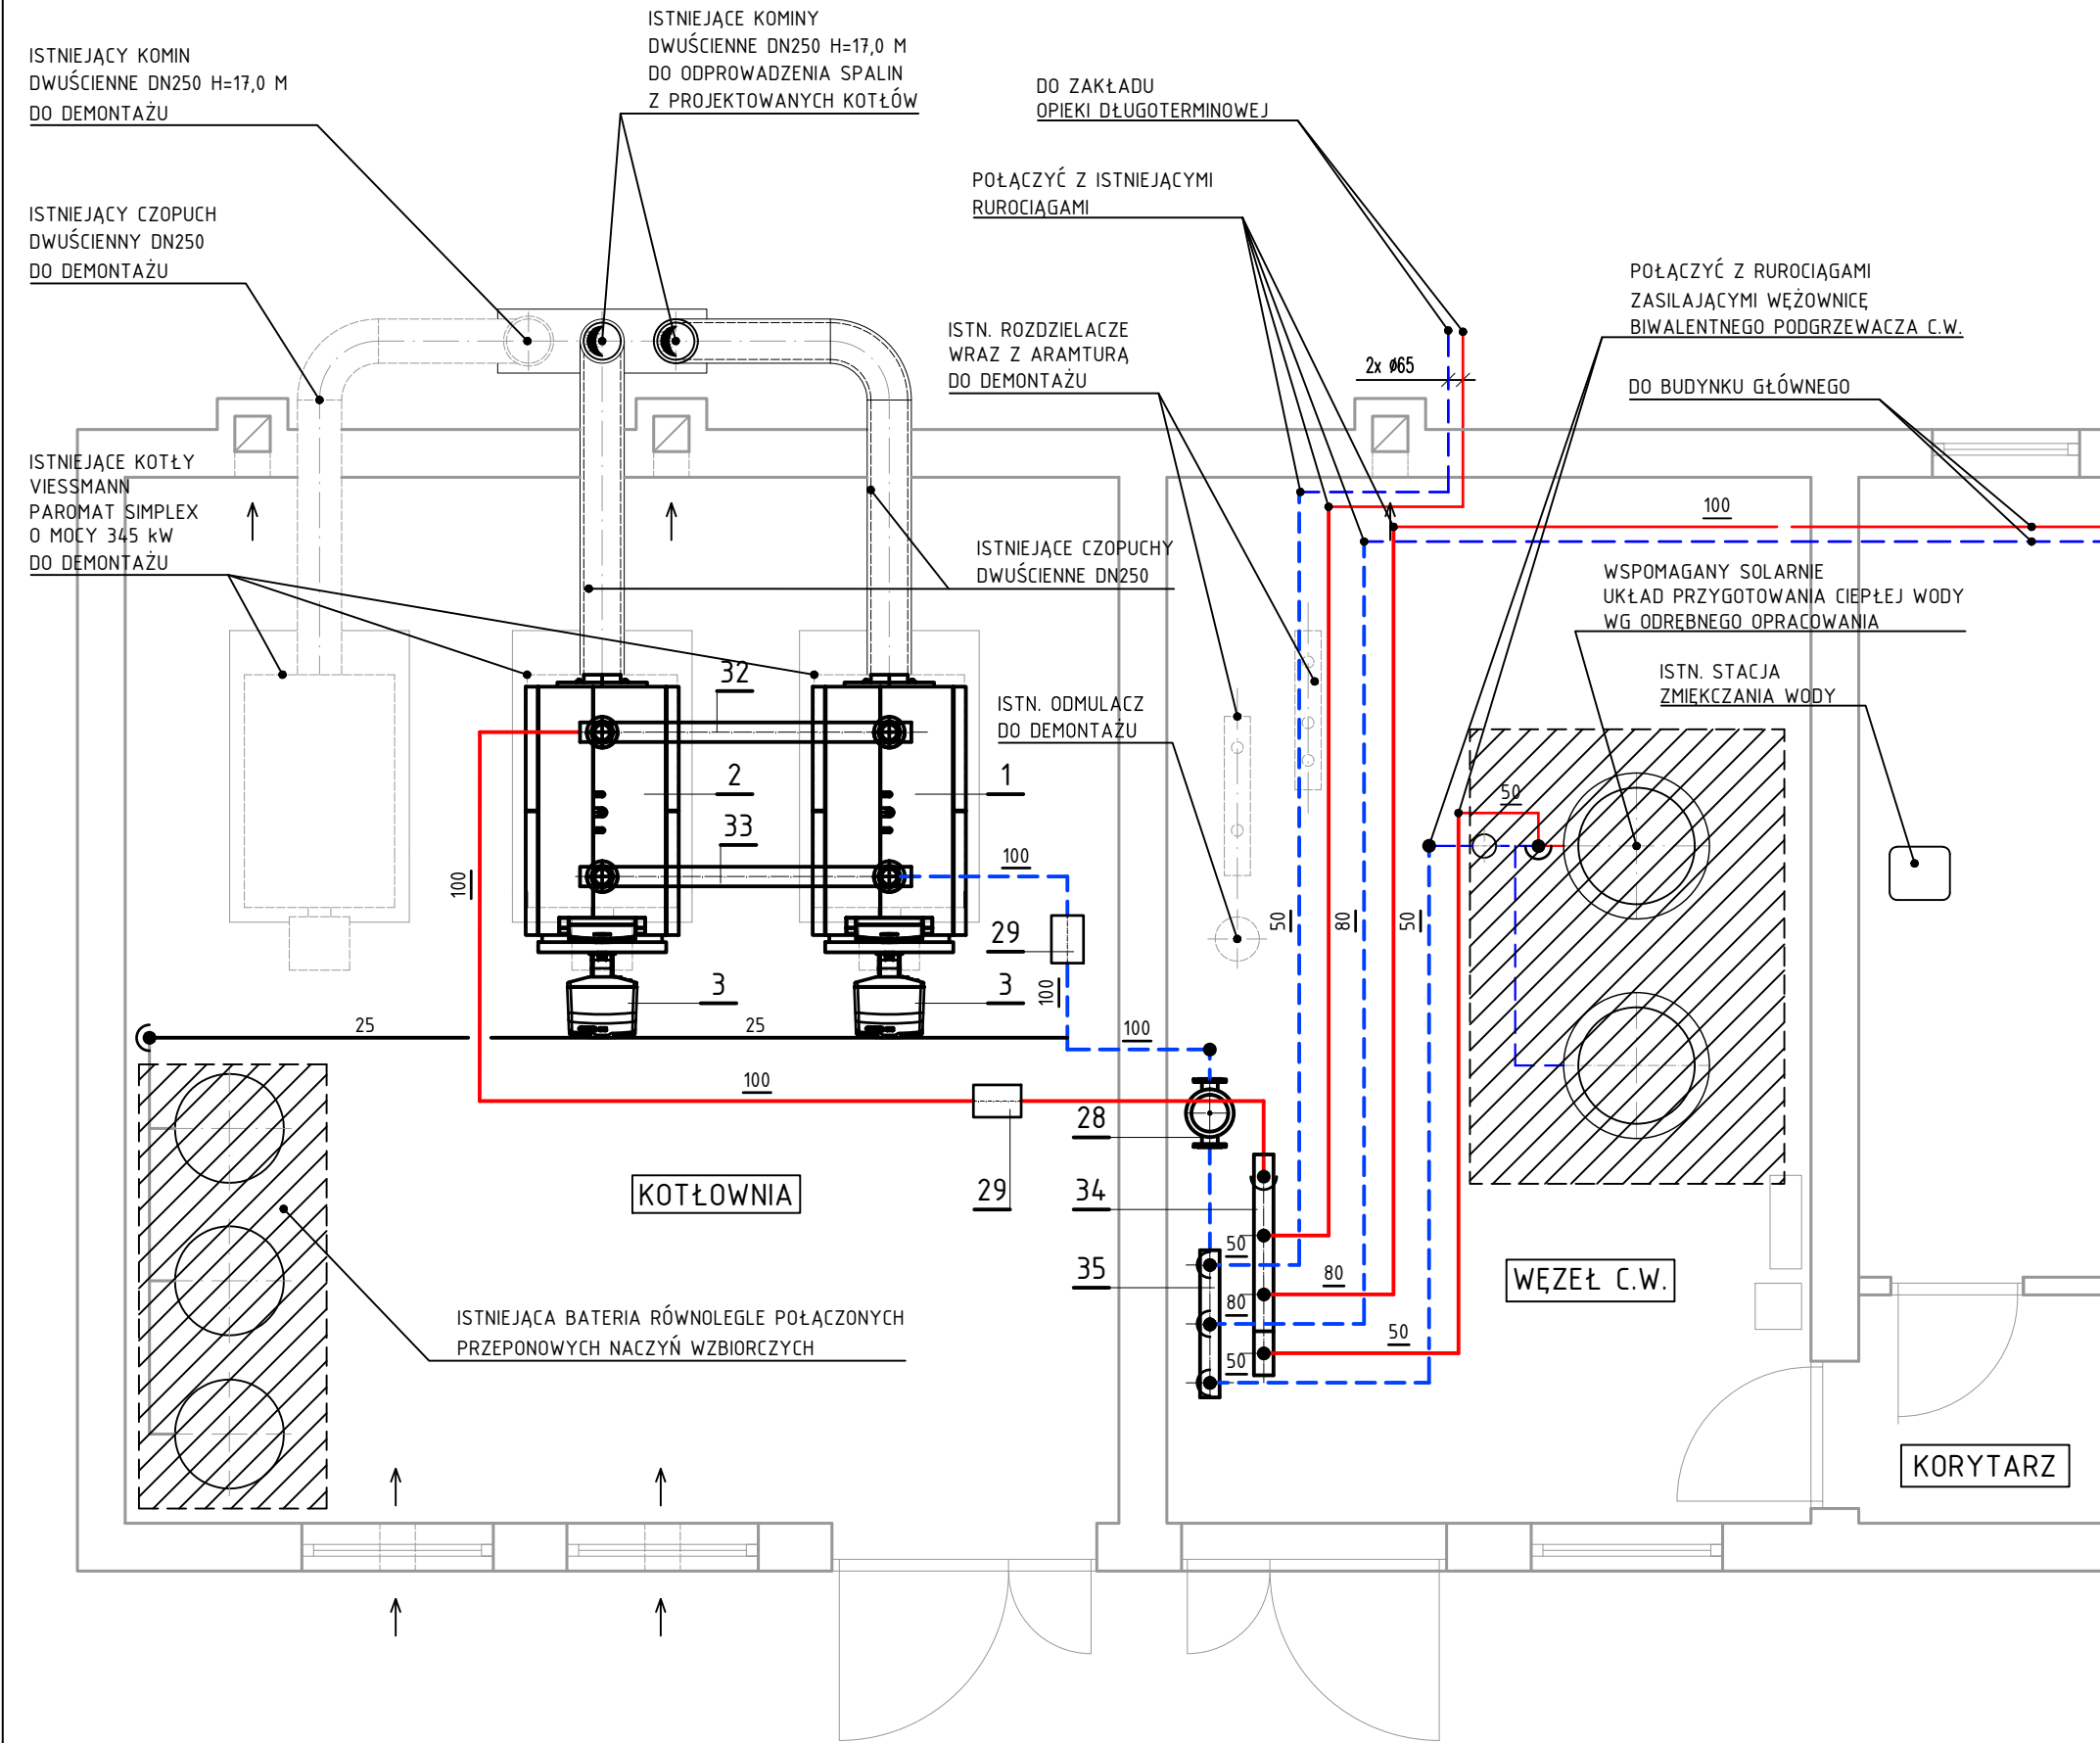 ISTNIEJĄCY KOMIN
DWUŚCIENNE DN250 H=17,0 M
DO DEMONTAŻU
ISTNIEJĄCE KOMINY
DWUŚCIENNE DN250 H=17,0 M
DO ODPROWADZENIA SPALIN
Z PROJEKTOWANYCH KOTŁÓW
DO ZAKŁADU
OPIEKI DŁUGOTERMINOWEJ
POŁĄCZYĆ Z ISTNIEJĄCYMI
RUROCIĄGAMI
ISTNIEJĄCY CZOPUCH
DWUŚCIENNY DN250
DO DEMONTAŻU
POŁĄCZYĆ Z RUROCIĄGAMI
ZASILAJĄCYMI WĘŻOWNICĘ
BIWALENTNEGO PODGRZEWACZA C.W.
ISTN. ROZDZIELACZE
WRAZ Z ARAMTURĄ
DO DEMONTAŻU
2x ø65
DO BUDYNKU GŁÓWNEGO
ISTNIEJĄCE KOTŁY
VIESSMANN
PAROMAT SIMPLEX
O MOCY 345 kW
DO DEMONTAŻU
100
ISTNIEJĄCE CZOPUCHY
DWUŚCIENNE DN250
WSPOMAGANY SOLARNIE
UKŁAD PRZYGOTOWANIA CIEPŁEJ WODY
WG ODRĘBNEGO OPRACOWANIA
ISTN. STACJA
ZMIĘKCZANIA WODY
32
ISTN. ODMULACZ
DO DEMONTAŻU
2
1
50
33
100
100
50
80
50
29
3
3
100
25
25
100
100
28
29
34
KOTŁOWNIA
50
35
80
80
WĘZEŁ C.W.
50
50
ISTNIEJĄCA BATERIA RÓWNOLEGLE POŁĄCZONYCH
PRZEPONOWYCH NACZYŃ WZBIORCZYCH
KORYTARZ